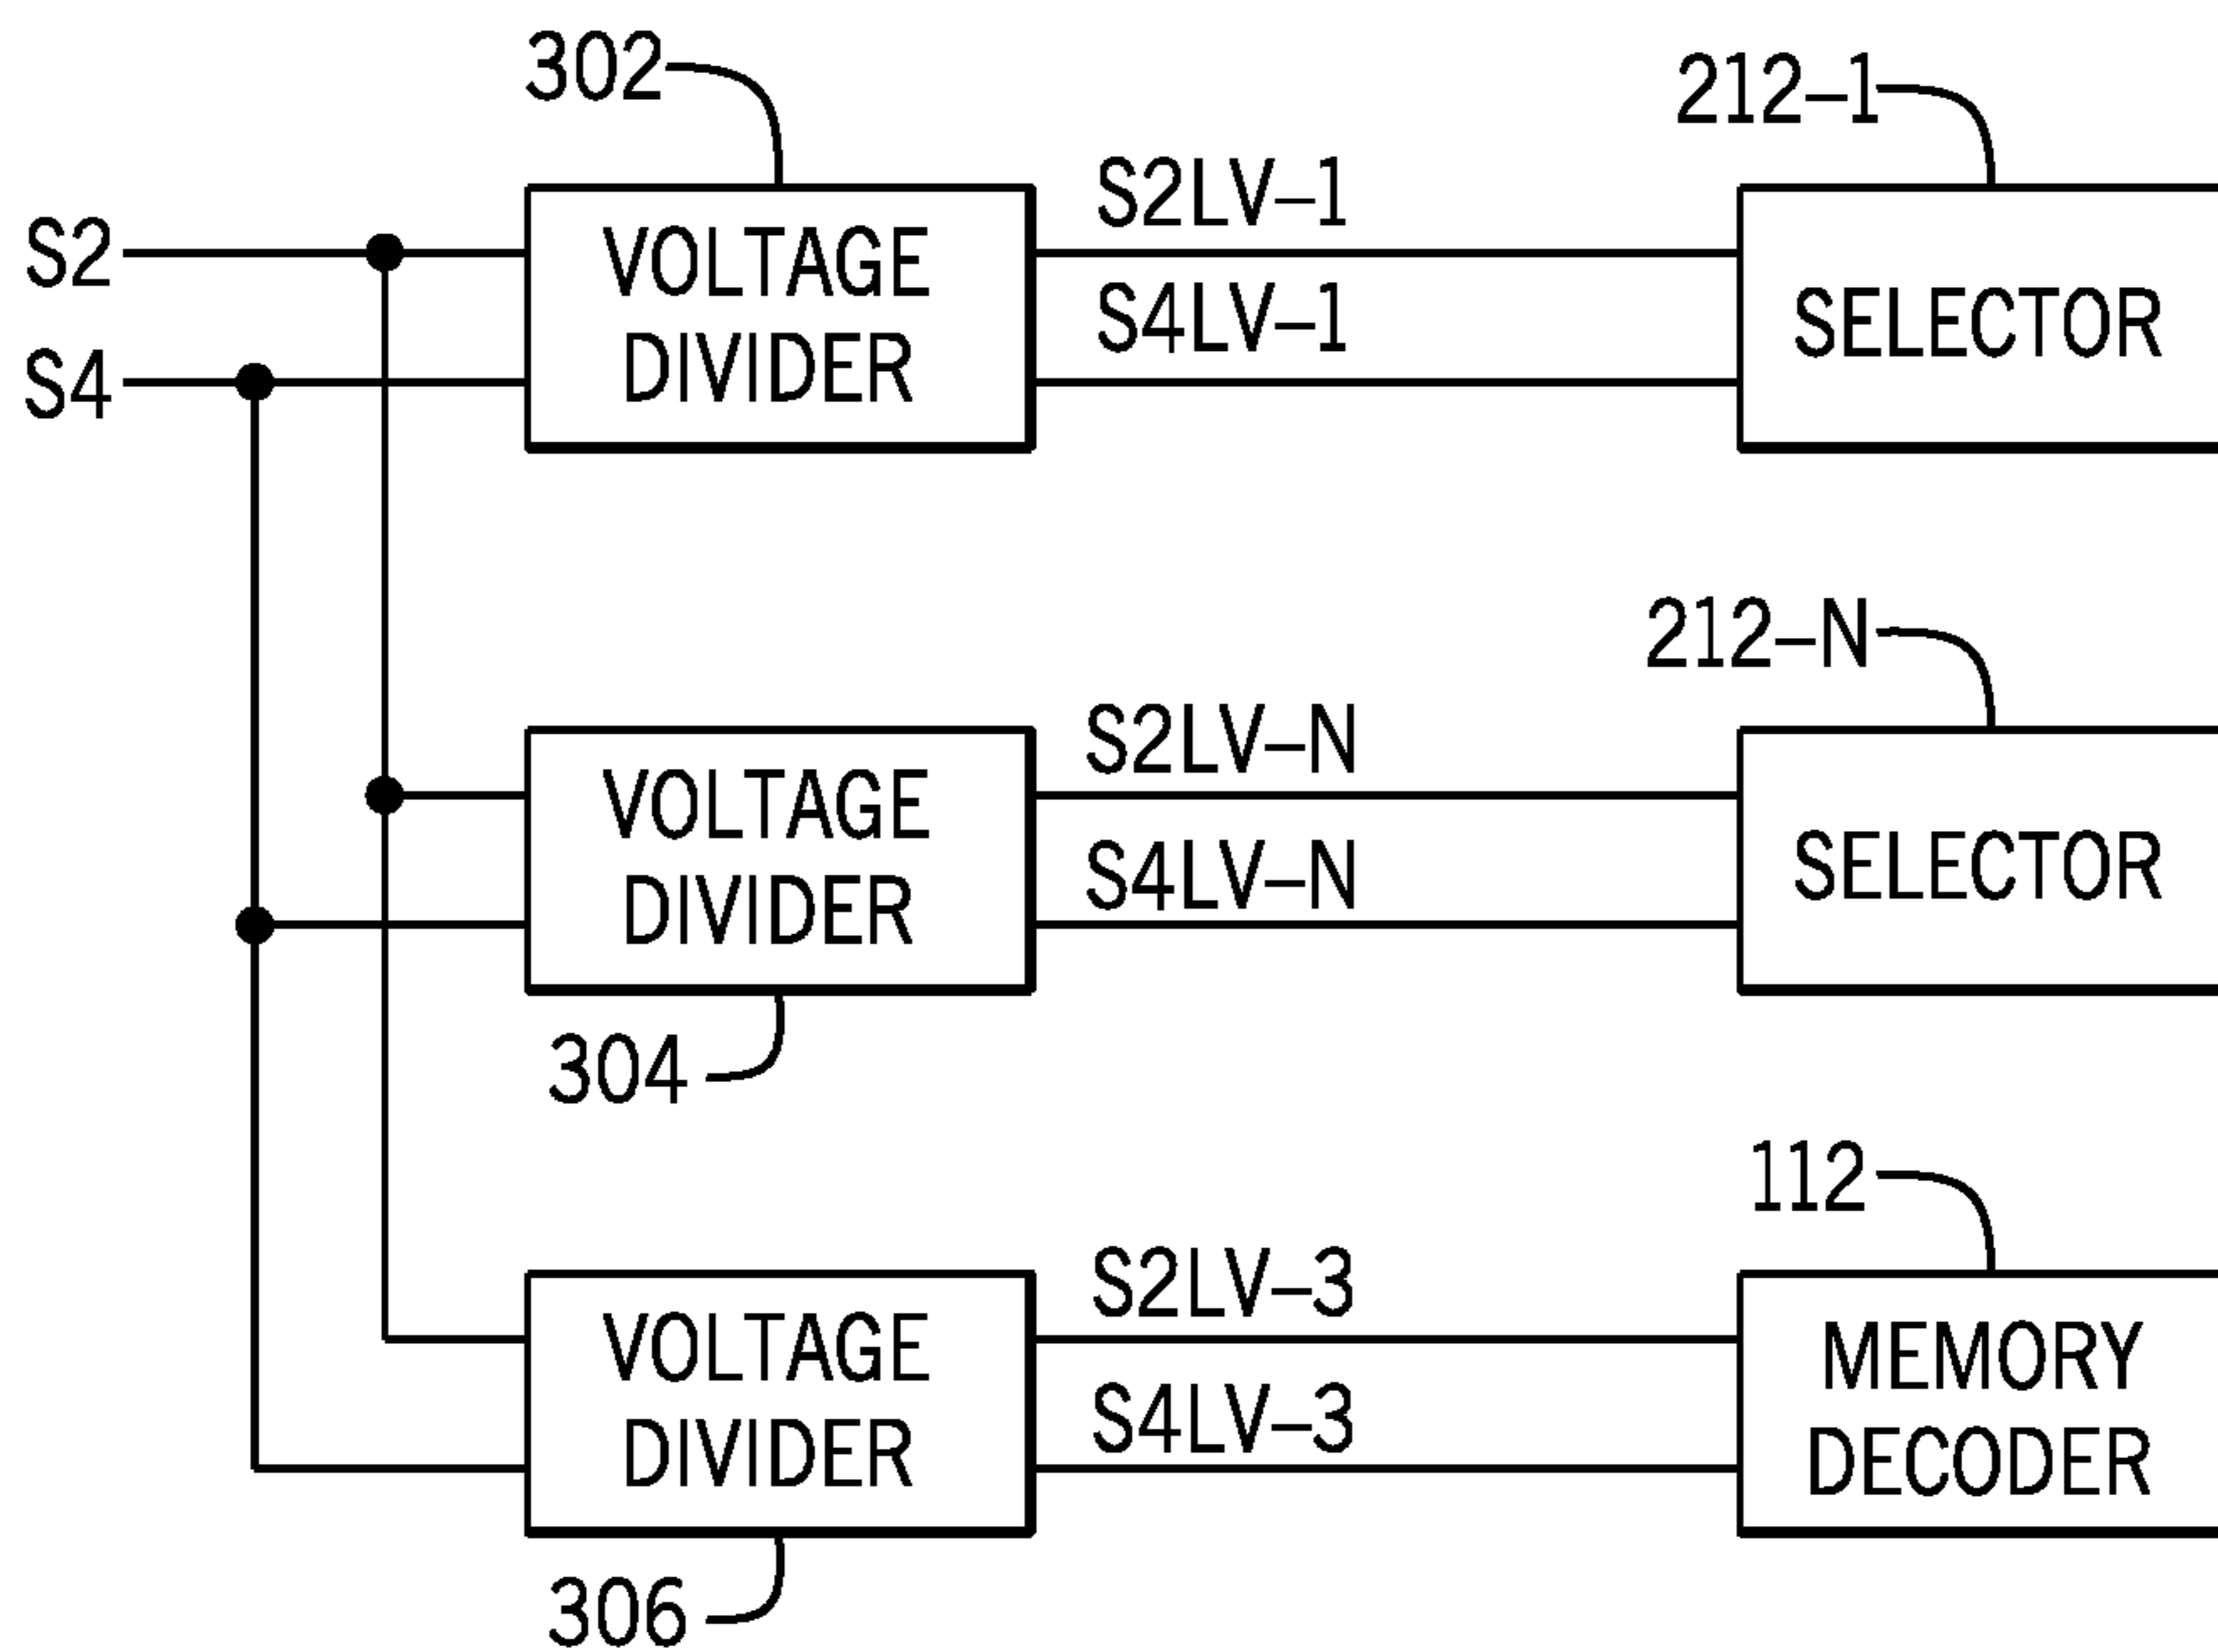 302
212–1
S2
S4
VOLTAGE
DIVIDER
S2LV–1
S4LV–1
SELECTOR
212–N
VOLTAGE
DIVIDER
S2LV–N
S4LV–N
SELECTOR
304
112
VOLTAGE
DIVIDER
S2LV–3
S4LV–3
MEMORY
DECODER
306